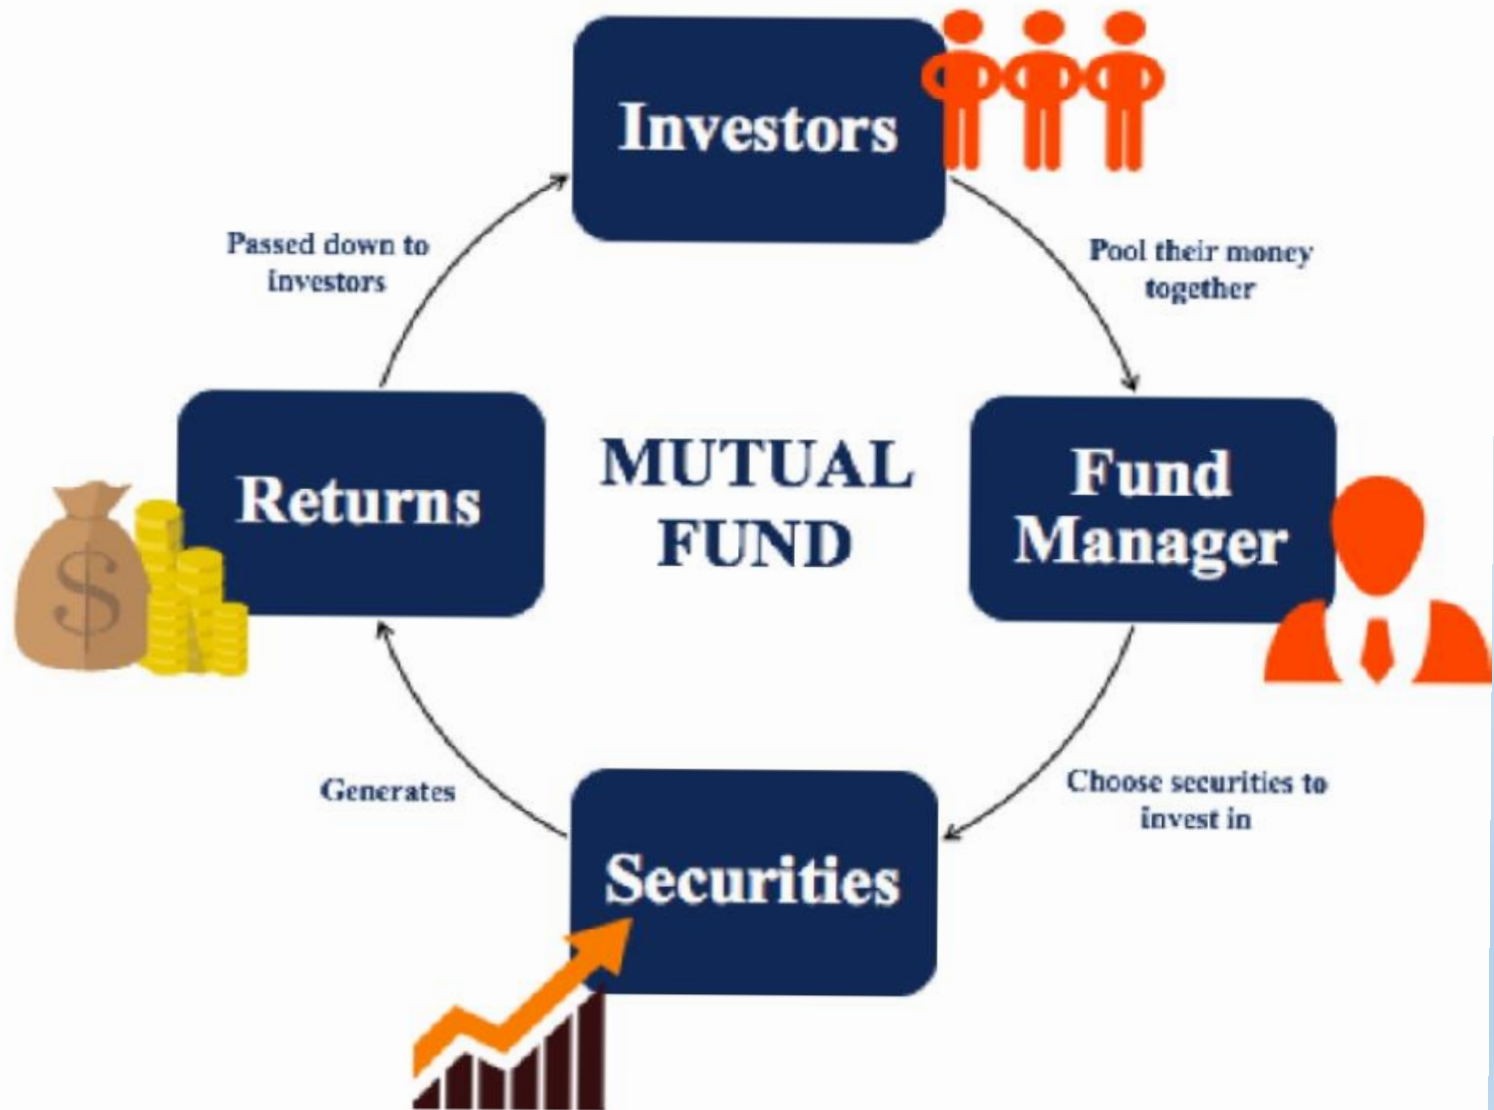 Investors
Passed down to
investors
Pool their money
together
Returns
MUTUAL
FUND
Fund
Manager
$
Generates
Choose securities to
invest in
Securities